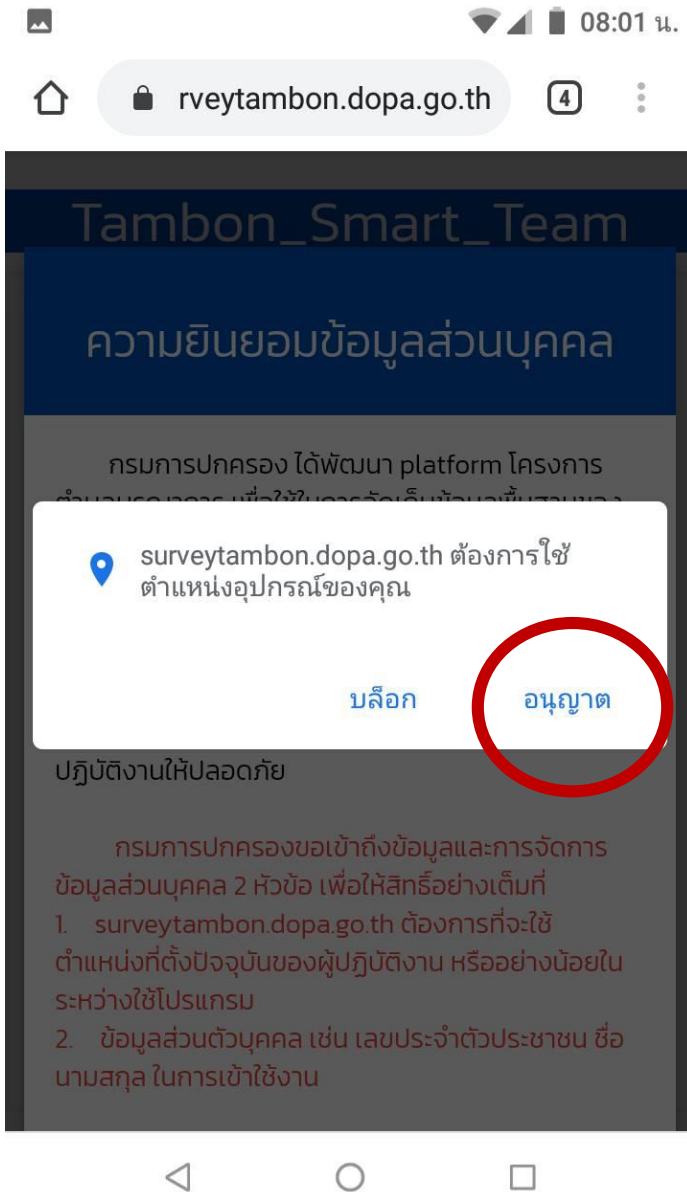 08:01 น.
rveytambon.dopa.go.th
4
Tambon_Smart_Team
ความยินยอมข้อมูลส่วนบุคคล
กรมการปกครอง ได้พัฒนา platform โครงการ
surveytambon.dopa.go.th ต้องการใช้
ตำแหน่งอุปกรณ์ของคุณ
บล็อก อนุญาต
ปฏิบัติงานให้ปลอดภัย
กรมการปกครองขอเข้าถึงข้อมูลและการจัดการ
ข้อมูลส่วนบุคคล 2 หัวข้อ เพื่อให้สิทธิ์อย่างเต็มที่
1. surveytambon.dopa.go.th ต้องการที่จะใช้
ตำแหน่งที่ตั้งปัจจุบันของผู้ปฏิบัติงาน หรืออย่างน้อยใน
ระหว่างใช้โปรแกรม
2. ข้อมูลส่วนตัวบุคคล เช่น เลขประจำตัวประชาชน ชื่อ
นามสกุล ในการเข้าใช้งาน